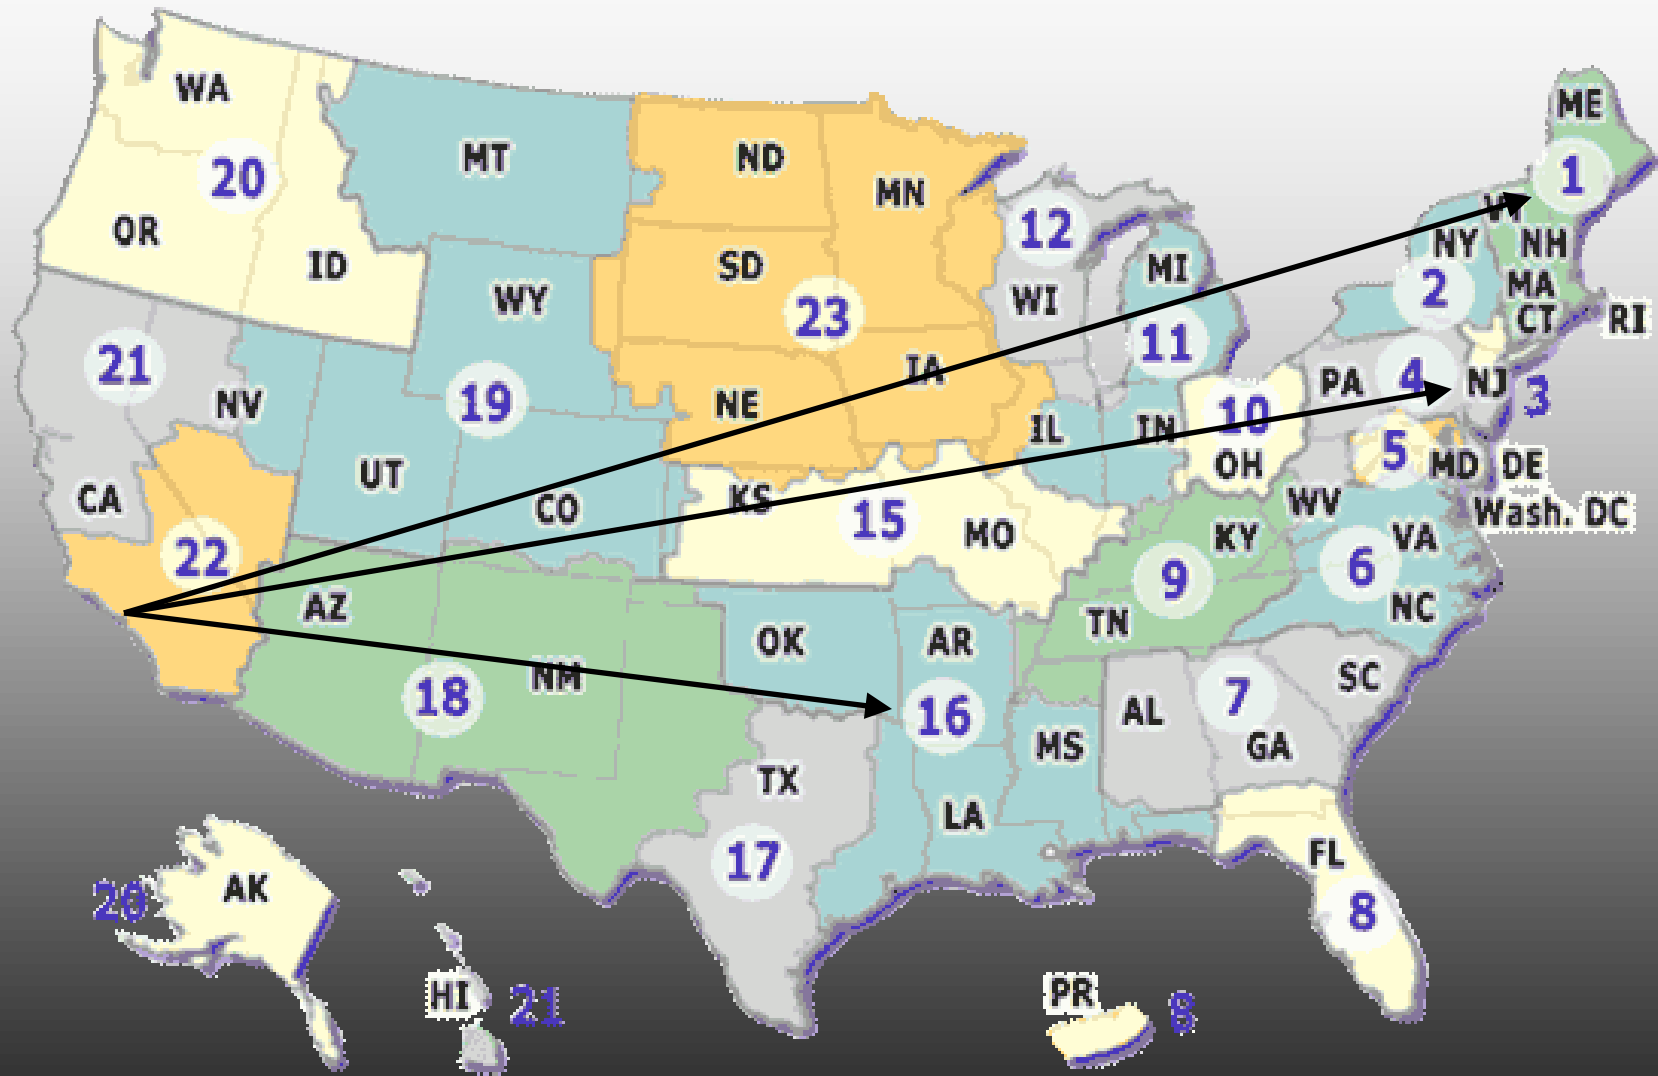 WA
20
OR
ID
MT
ND
MN
SD
23
WY
12
WI
MI
11
ME
1
VT
NY
NH
2
MA
CT
RI
21
NV
19
NE
IA
IL
IN
10
OH
PA
4
NJ
3
5
MD
DE
Wash. DC
CA
UT
CO
KS
15
MO
KY
WV
VA
22
AZ
9
6
NC
TN
18
NM
OK
AR
16
MS
AL
7
SC
GA
TX
LA
17
FL
8
20
AK
HI
21
PR
8